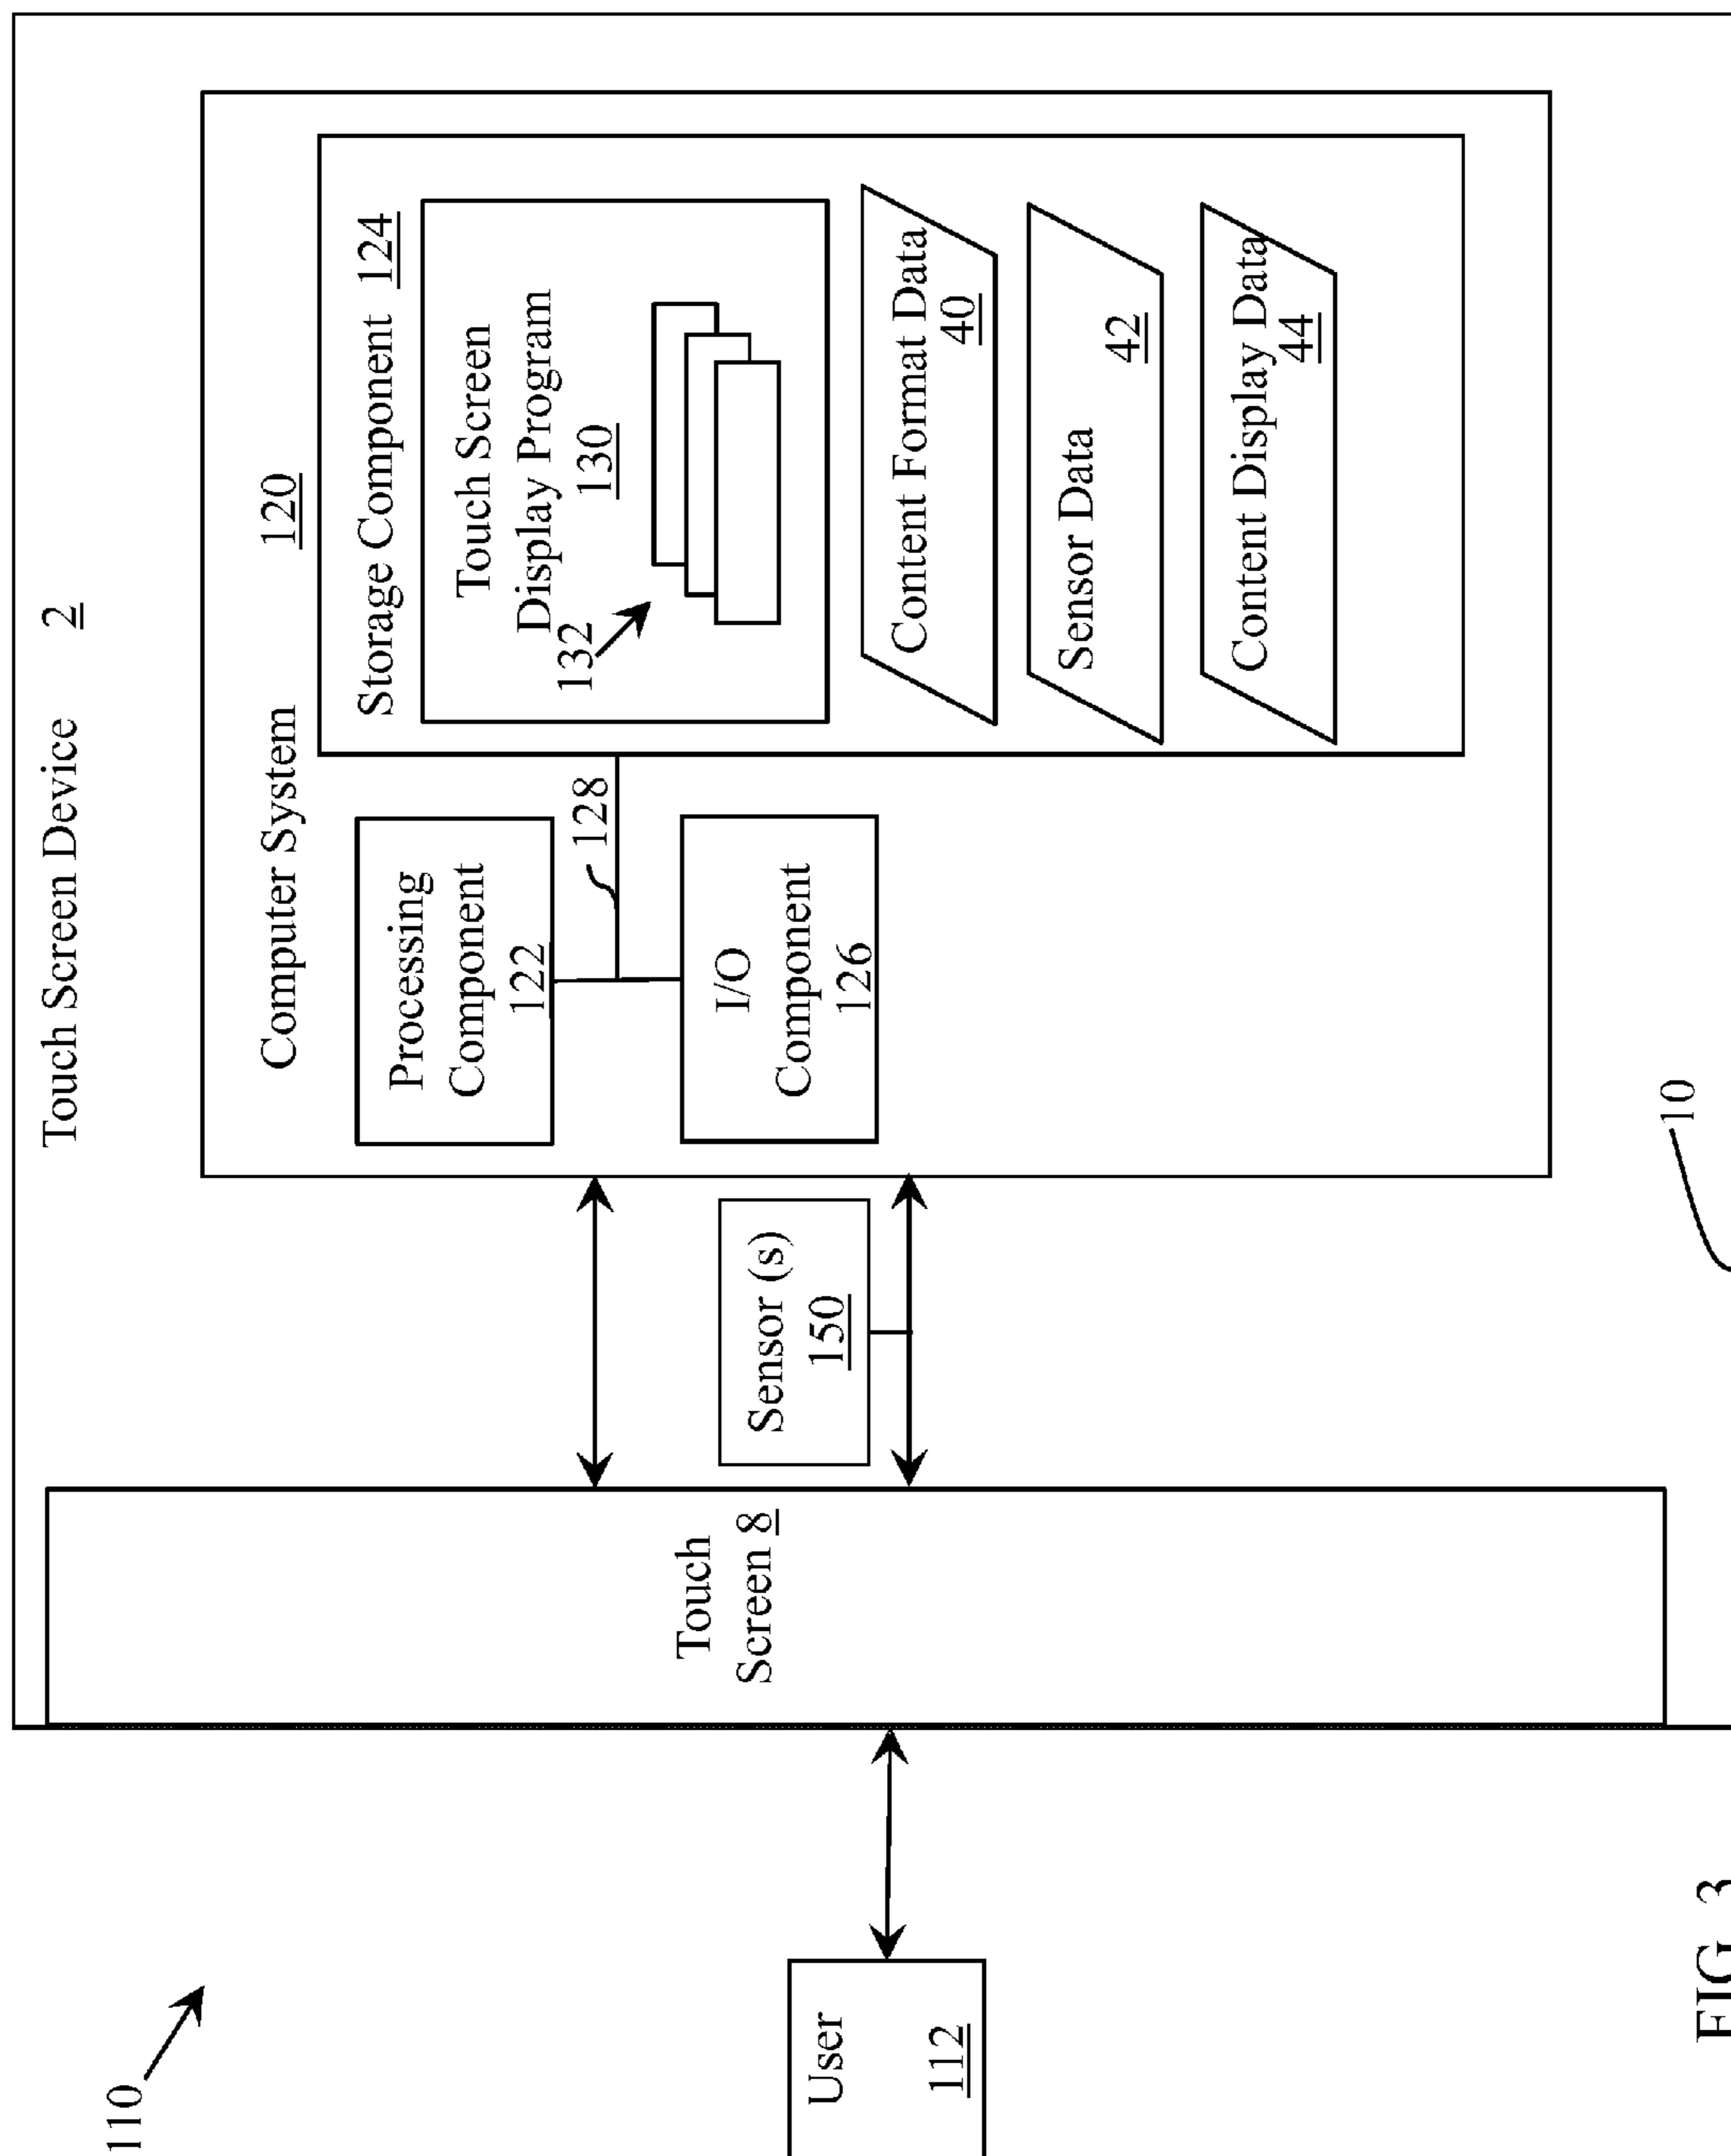 110
Touch Screen Device 2
Computer System 120
Storage Component 124
Processing
Component
122
128
Touch Screen
Display Program
130
132
I/O
Component
126
Content Format Data
40
Sensor Data
42
Content Display Data
44
Sensor (s)
150
Touch
Screen 8
User
112
10
FIG. 3